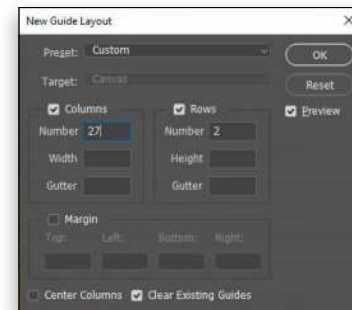 New Guide Layout
Preset: Custom
OK
Target: Canvas
Reset
Columns
Rows
Preview
Number 27
Number 2
Width
Height
Gutter
Gutter
Margin
Top: Left: Bottom: Right:
Center Columns Clear Existing Guides